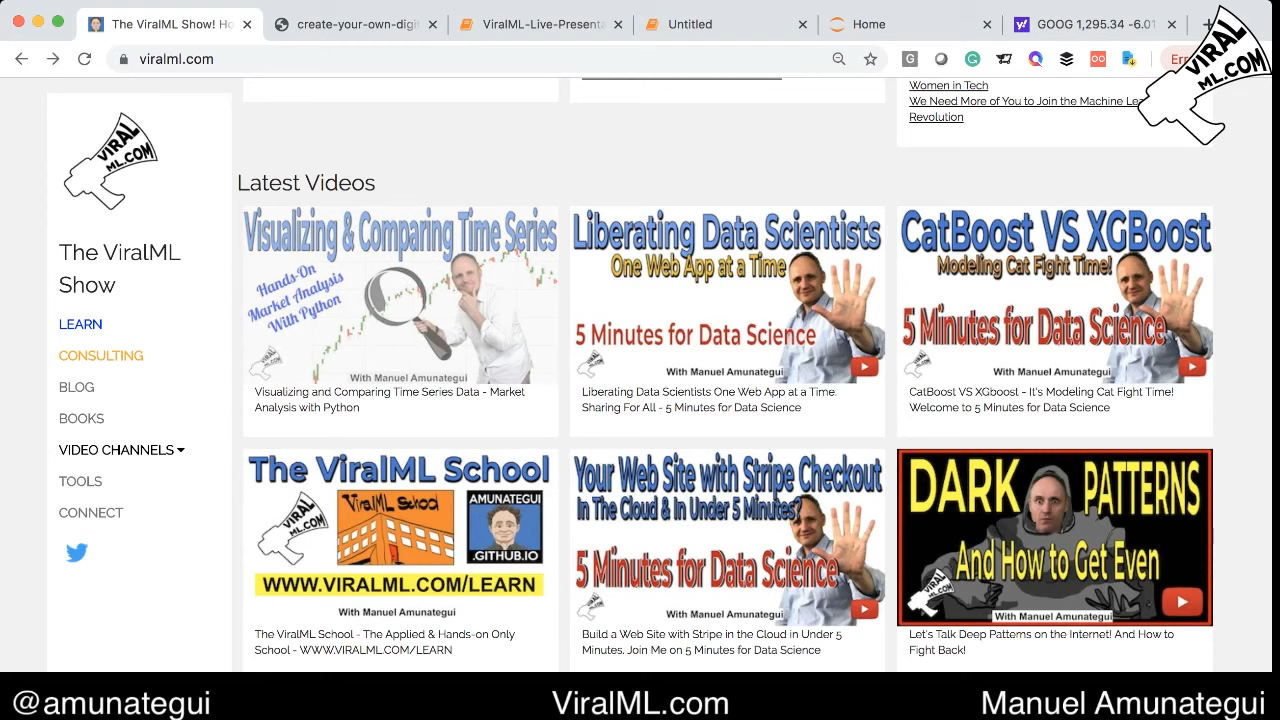 The ViralML Show! Ho
create-your-own-digi
ViralML-Live-Presenta
Untitled
Home
GOOG 1,295.34 -6.01
viralml.com
Err
VIRAL
ML.COM
Women in Tech
We Need More of You to Join the Machine Lea
Revolution
VIRAL
ML.COM
The ViralML
Show
LEARN
CONSULTING
BLOG
BOOKS
VIDEO CHANNELS
TOOLS
CONNECT
Latest Videos
Visualizing & Comparing Time Series
Hands-On
Market Analysis
With Python
With Manuel Amunategui
Visualizing and Comparing Time Series Data - Market
Analysis with Python
Liberating Data Scientists
One Web App at a Time
5 Minutes for Data Science
With Manuel Amunategui
Liberating Data Scientists One Web App at a Time.
Sharing For All - 5 Minutes for Data Science
CatBoost VS XGBoost
Modeling Cat Fight Time!
5 Minutes for Data Science
With Manuel Amunategui
CatBoost VS XGboost - It's Modeling Cat Fight Time!
Welcome to 5 Minutes for Data Science
The ViralML School
VIRAL
ML.COM
ViralML School
AMUNATEGUI
.GITHUB.IO
WWW.VIRALML.COM/LEARN
With Manuel Amunategui
The ViralML School - The Applied & Hands-on Only
School - WWW.VIRALML.COM/LEARN
Your Web Site with Stripe Checkout
In The Cloud & In Under 5 Minutes?
5 Minutes for Data Science
With Manuel Amunategui
Build a Web Site with Stripe in the Cloud in Under 5
Minutes. Join Me on 5 Minutes for Data Science
DARK PATTERNS
And How to Get Even
With Manuel Amunategui
Let's Talk Deep Patterns on the Internet! And How to
Fight Back!
@amunategui
ViralML.com
Manuel Amunategui